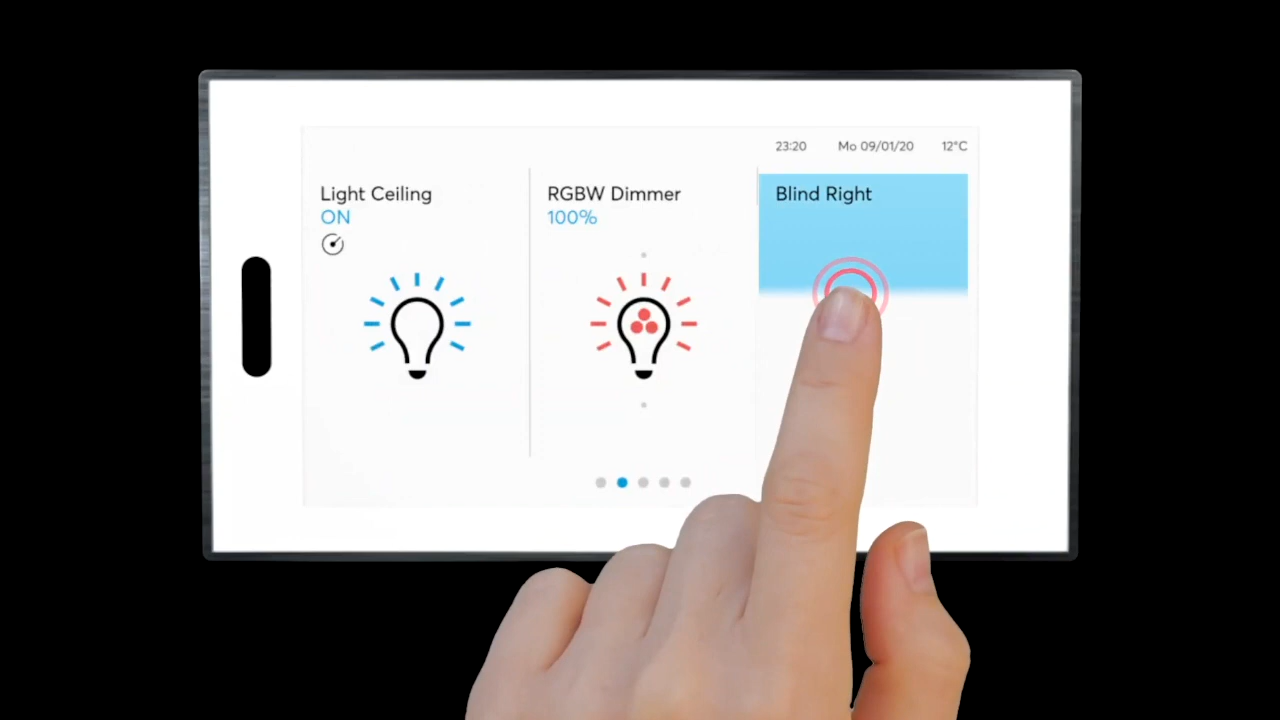 23:20 Mo 09/01/20 12°C
Light Ceiling
ON
RGBW Dimmer
100%
Blind Right